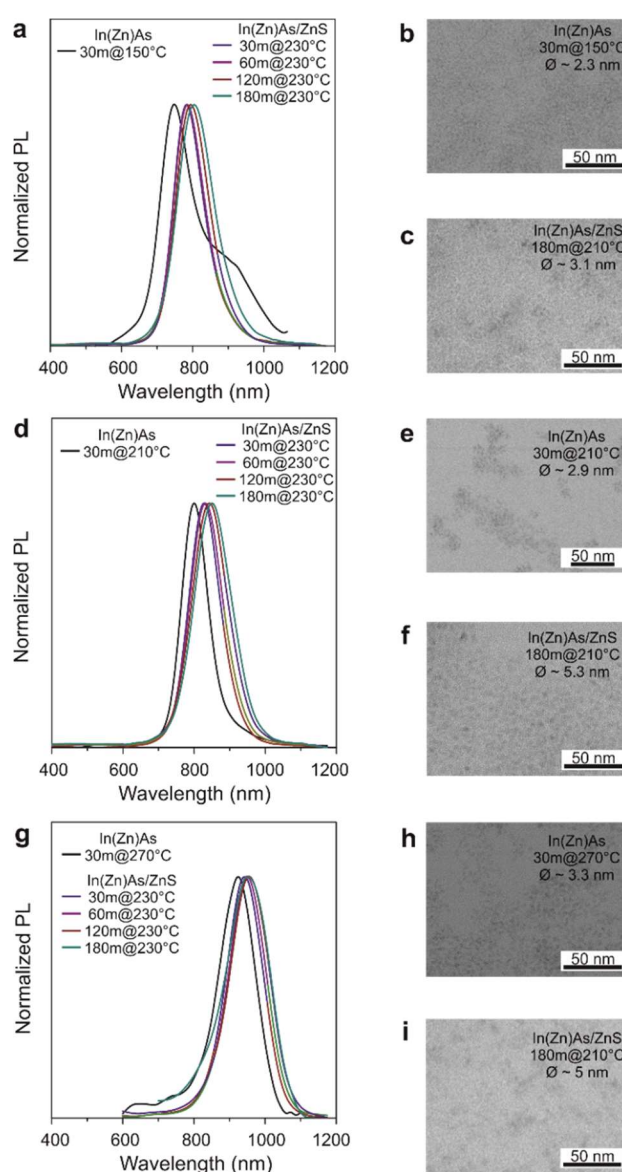 a
In(Zn)As
30m@150°C
In(Zn)As/ZnS
30m@230°C
60m@230°C
120m@230°C
180m@230°C
Normalized PL
400 600 800 1000 1200
Wavelength (nm)
b
In(Zn)As
30m@150°C
Ø ~ 2.3 nm
50 nm
c
In(Zn)As/ZnS
180m@210°C
Ø ~ 3.1 nm
50 nm
d
In(Zn)As
30m@210°C
In(Zn)As/ZnS
30m@230°C
60m@230°C
120m@230°C
180m@230°C
Normalized PL
400 600 800 1000 1200
Wavelength (nm)
e
In(Zn)As
30m@210°C
Ø ~ 2.9 nm
50 nm
f
In(Zn)As/ZnS
180m@210°C
Ø ~ 5.3 nm
50 nm
g
In(Zn)As
30m@270°C
In(Zn)As/ZnS
30m@230°C
60m@230°C
120m@230°C
180m@230°C
Normalized PL
400 600 800 1000 1200
Wavelength (nm)
h
In(Zn)As
30m@270°C
Ø ~ 3.3 nm
50 nm
i
In(Zn)As/ZnS
180m@210°C
Ø ~ 5 nm
50 nm